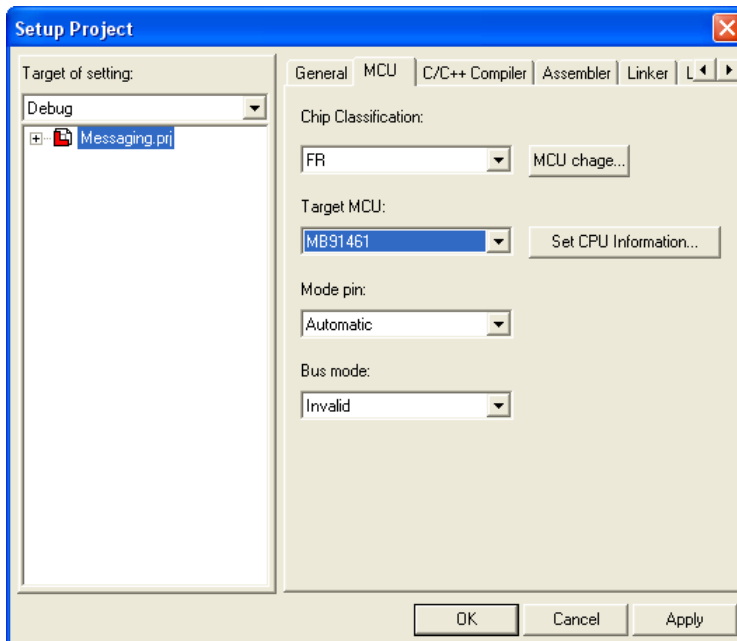 Setup Project
Target of setting:
Debug
Messaging.prj
General MCU C/C++ Compiler Assembler Linker L
Chip Classification:
FR MCU chage...
Target MCU:
MB91461 Set CPU Information...
Mode pin:
Automatic
Bus mode:
Invalid
OK Cancel Apply